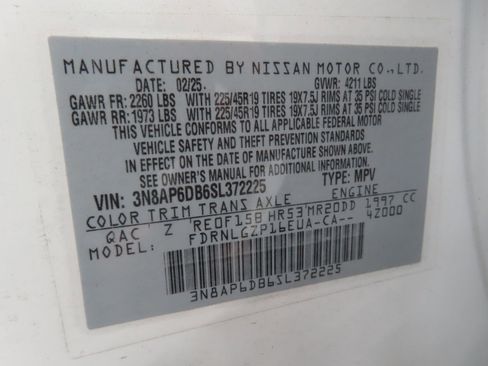 MANUFACTURED BY NISSAN MOTOR CO., LTD.
DATE: 02/25. GVWR: 4211 LBS
GAWR FR: 2260 LBS WITH 225/45R19 TIRES 19X7.5J RIMS AT 35 PSI COLD SINGLE
GAWR RR: 1973 LBS WITH 225/45R19 TIRES 19X7.5J RIMS AT 35 PSI COLD SINGLE
THIS VEHICLE CONFORMS TO ALL APPLICABLE FEDERAL MOTOR
VEHICLE SAFETY AND THEFT PREVENTION STANDARDS
IN EFFECT ON THE DATE OF MANUFACTURE SHOWN ABOVE.
SEE OWNER'S MANUAL FOR ADDITIONAL INFORMATION.
VIN: 3N8AP6DB6SL372225 TYPE: MPV
COLOR TRIM TRANS AXLE ENGINE
QAC Z RE0F15B HR53 MR20DD 1997 CC
MODEL: FDRNLGZP16EUA-CA-- 4Z000
3N8AP6DB6SL372225